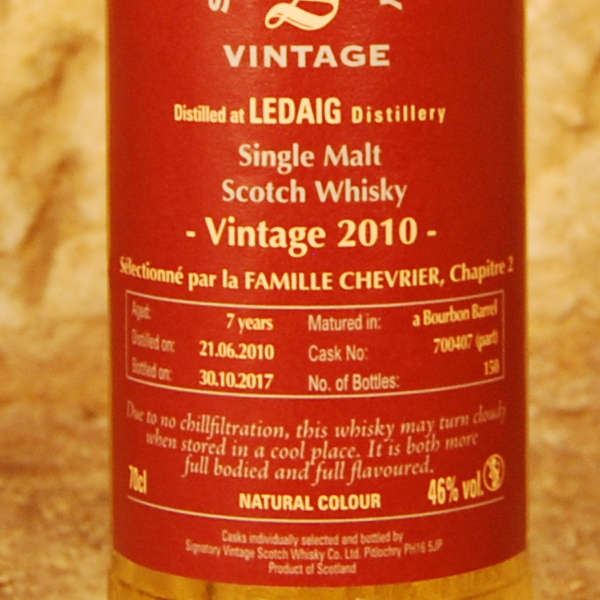 VINTAGE
Distilled at LEDAIG Distillery
Single Malt
Scotch Whisky
- Vintage 2010 -
Sélectionné par la FAMILLE CHEVRIER, Chapitre 2
Aged: 7 years Matured in: a Bourbon Barrel
Distilled on: 21.06.2010 Cask No: 700407 (part)
Bottled on: 30.10.2017 No. of Bottles: 150
Due to no chillfiltration, this whisky may turn cloudy
when stored in a cool place. It is both more
full bodied and full flavoured.
70cl NATURAL COLOUR 46% vol.
Casks individually selected and bottled by
Signatory Vintage Scotch Whisky Co. Ltd. Pitlochry PH16 5JP
Product of Scotland